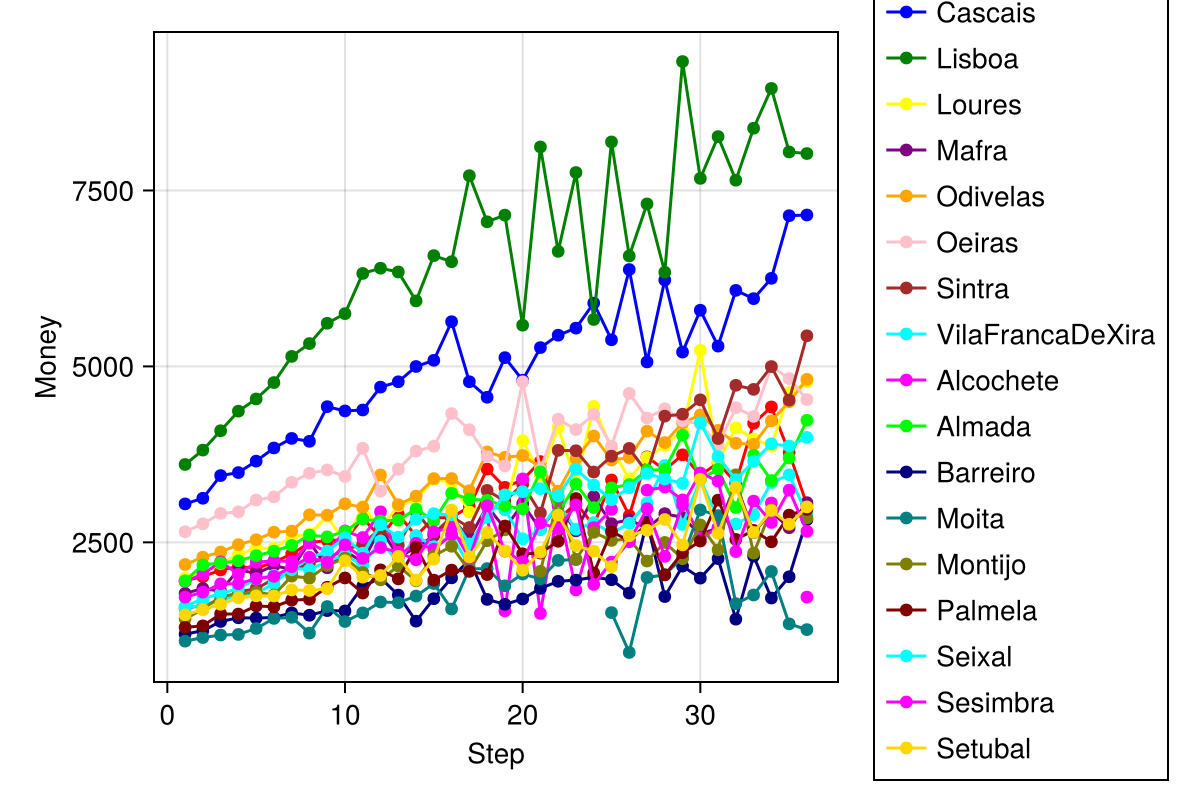 Cascais
Lisboa
Loures
Mafra
Odivelas
Oeiras
Sintra
VilaFrancaDeXira
Alcochete
Almada
Barreiro
Moita
Montijo
Palmela
Seixal
Sesimbra
Setubal
Money
7500
5000
2500
0 10 20 30
Step